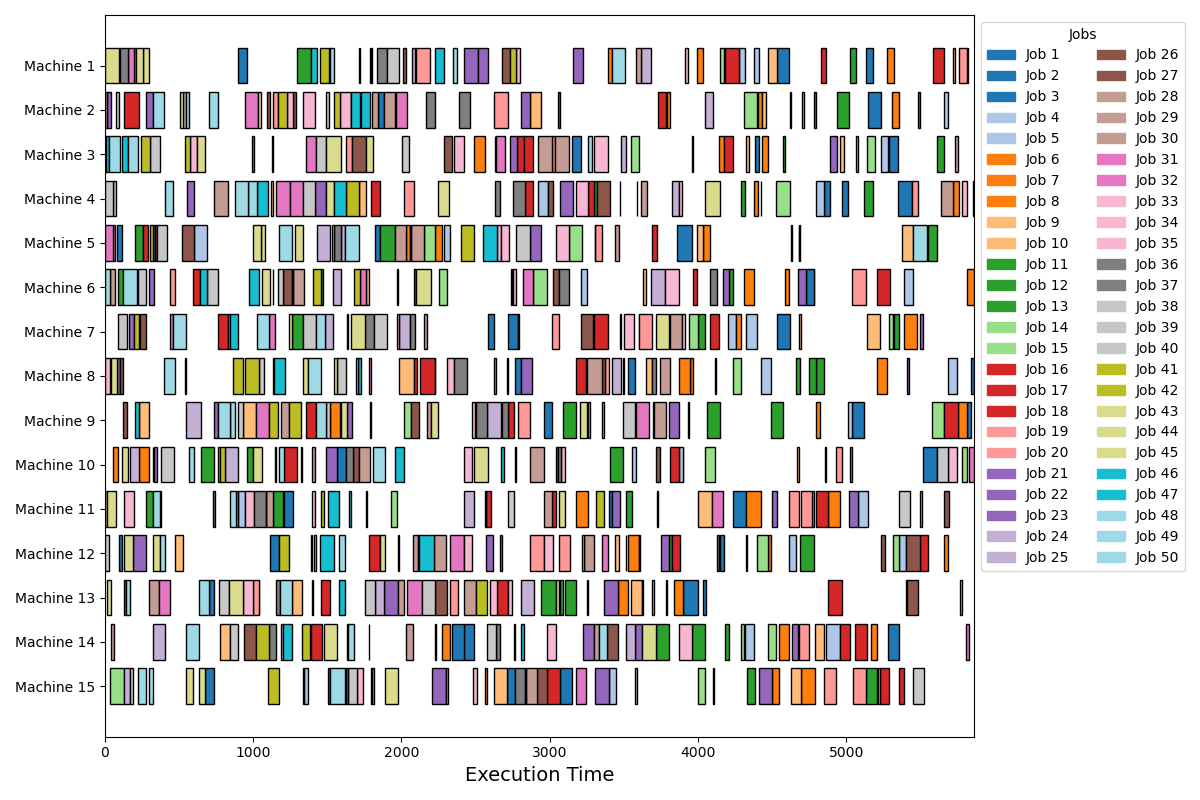 Machine 1
Machine 2
Machine 3
Machine 4
Machine 5
Machine 6
Machine 7
Machine 8
Machine 9
Machine 10
Machine 11
Machine 12
Machine 13
Machine 14
Machine 15
0 1000 2000 3000 4000 5000
Execution Time
Jobs
Job 1 Job 26
Job 2 Job 27
Job 3 Job 28
Job 4 Job 29
Job 5 Job 30
Job 6 Job 31
Job 7 Job 32
Job 8 Job 33
Job 9 Job 34
Job 10 Job 35
Job 11 Job 36
Job 12 Job 37
Job 13 Job 38
Job 14 Job 39
Job 15 Job 40
Job 16 Job 41
Job 17 Job 42
Job 18 Job 43
Job 19 Job 44
Job 20 Job 45
Job 21 Job 46
Job 22 Job 47
Job 23 Job 48
Job 24 Job 49
Job 25 Job 50